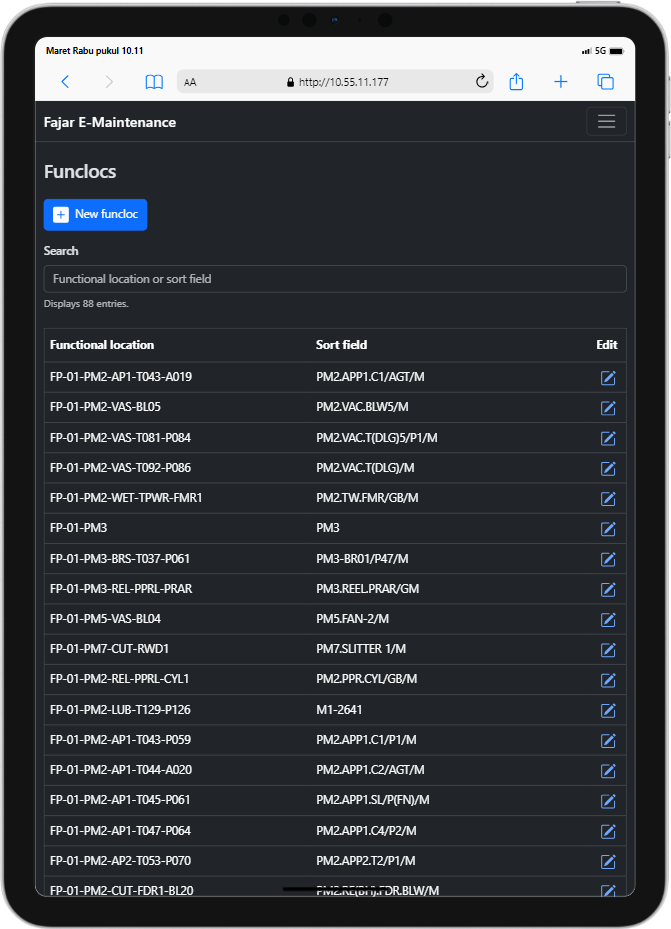 Maret Rabu pukul 10.11
5G
AA
http://10.55.11.177
Fajar E-Maintenance
Funclocs
New funcloc
Search
Functional location or sort field
Displays 88 entries.
Functional location Sort field Edit
FP-01-PM2-AP1-T043-A019 PM2.APP1.C1/AGT/M
FP-01-PM2-VAS-BL05 PM2.VAC.BLW5/M
FP-01-PM2-VAS-T081-P084 PM2.VAC.T(DLG)5/P1/M
FP-01-PM2-VAS-T092-P086 PM2.VAC.T(DLG)/M
FP-01-PM2-WET-TPWR-FMR1 PM2.TW.FMR/GB/M
FP-01-PM3 PM3
FP-01-PM3-BRS-T037-P061 PM3-BR01/P47/M
FP-01-PM3-REL-PPRL-PRAR PM3.REEL.PRAR/GM
FP-01-PM5-VAS-BL04 PM5.FAN-2/M
FP-01-PM7-CUT-RWD1 PM7.SLITTER 1/M
FP-01-PM2-REL-PPRL-CYL1 PM2.PPR.CYL/GB/M
FP-01-PM2-LUB-T129-P126 M1-2641
FP-01-PM2-AP1-T043-P059 PM2.APP1.C1/P1/M
FP-01-PM2-AP1-T044-A020 PM2.APP1.C2/AGT/M
FP-01-PM2-AP1-T045-P061 PM2.APP1.SL/P(FN)/M
FP-01-PM2-AP1-T047-P064 PM2.APP1.C4/P2/M
FP-01-PM2-AP2-T053-P070 PM2.APP2.T2/P1/M
FP-01-PM2-CUT-FDR1-BL20 PM2.RE(BH).FDR.BLW/M